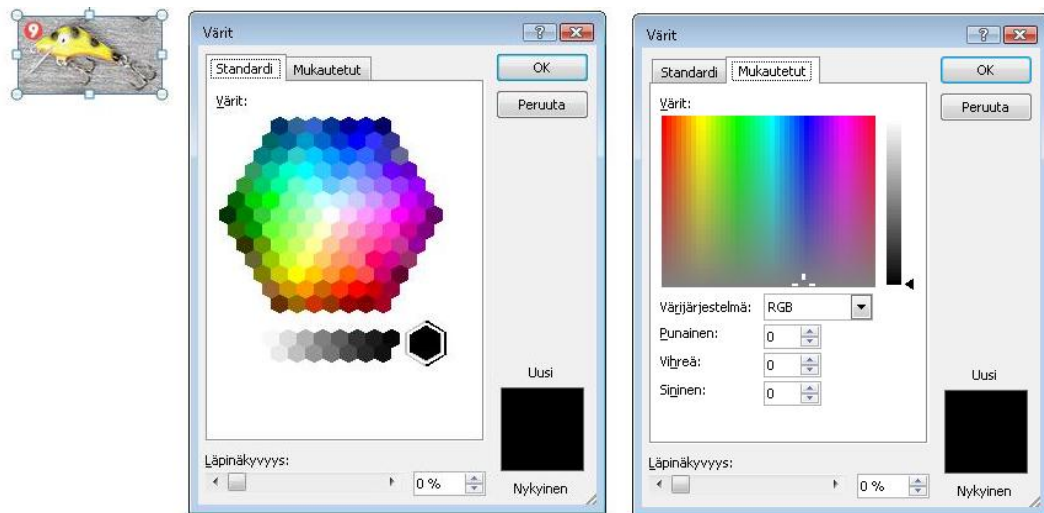 9
Värit
Standardi Mukautetut
OK
Peruuta
Värit:
Uusi
Nykyinen
Läpinäkyvyys:
0 %
Värit
Standardi Mukautetut
OK
Peruuta
Värit:
Värijärjestelmä: RGB
Punainen: 0
Vihreä: 0
Sininen: 0
Uusi
Nykyinen
Läpinäkyvyys:
0 %